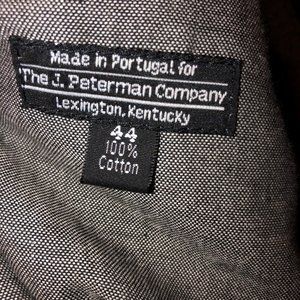 Made in Portugal for
The J. Peterman Company
Lexington, Kentucky
44
100%
Cotton